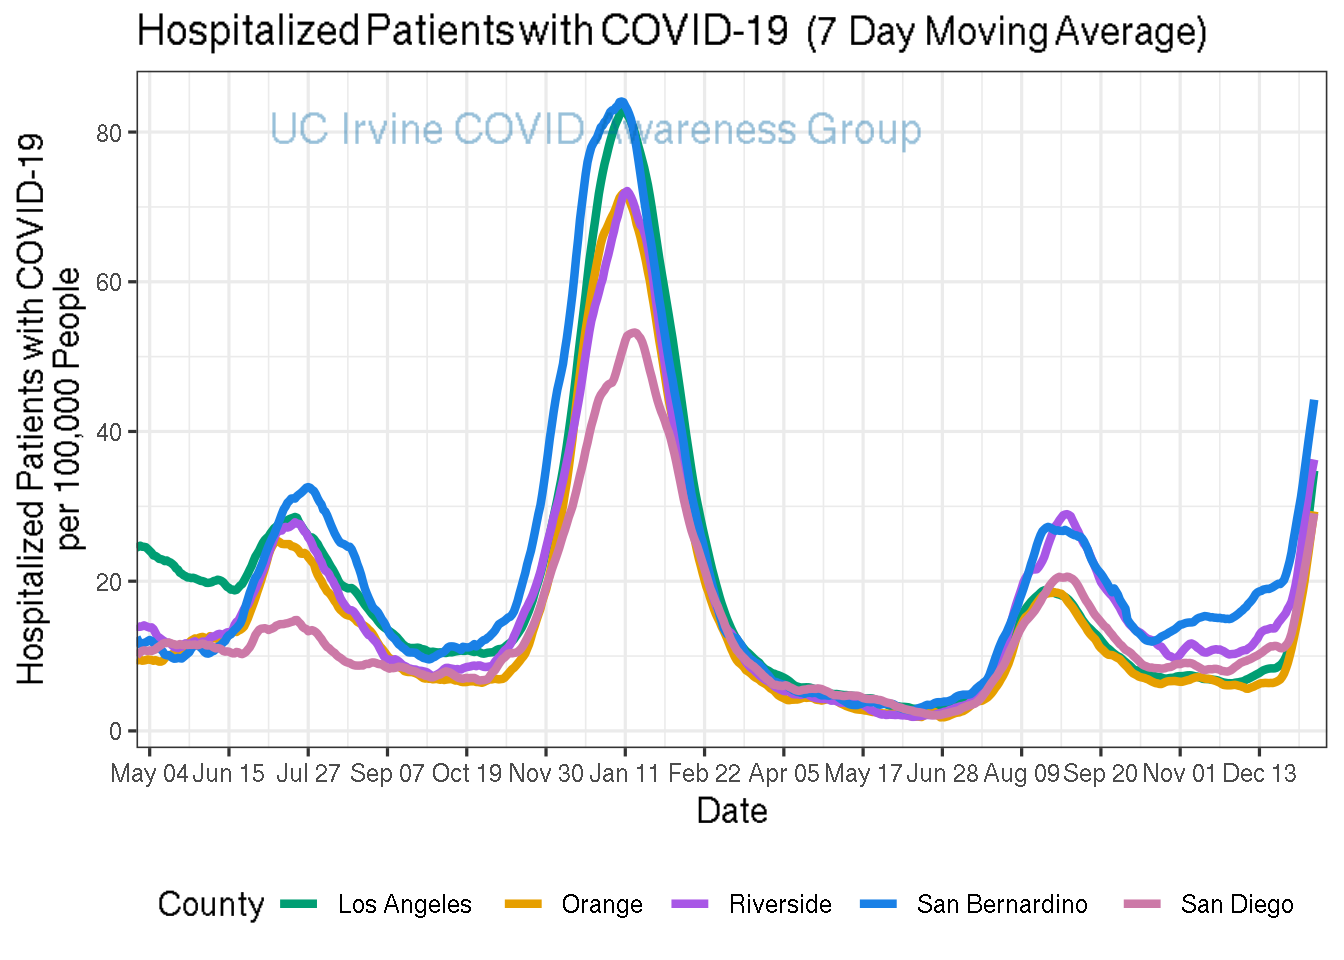 Hospitalized Patients with COVID-19 (7 Day Moving Average)
UC Irvine COVID Awareness Group
Hospitalized Patients with COVID-19
per 100,000 People
80
60
40
20
0
May 04 Jun 15 Jul 27 Sep 07 Oct 19 Nov 30 Jan 11 Feb 22 Apr 05 May 17 Jun 28 Aug 09 Sep 20 Nov 01 Dec 13
Date
County Los Angeles Orange Riverside San Bernardino San Diego